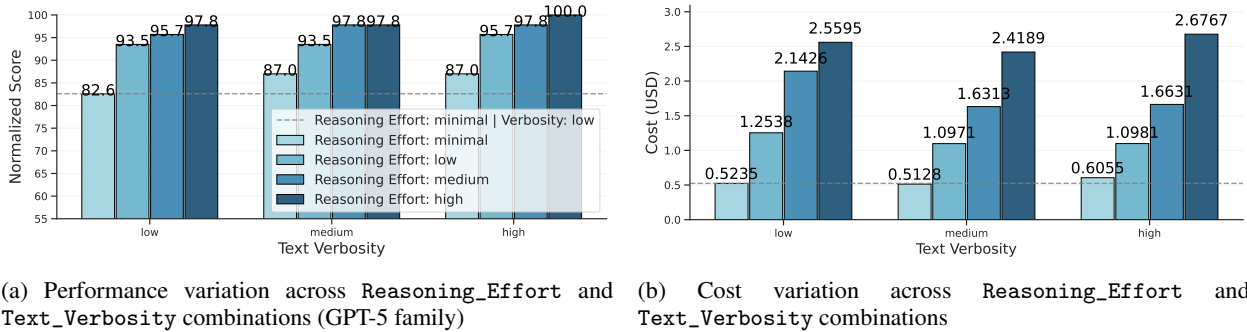 100
95
90
85
80
75
70
65
60
55
Normalized Score
82.6
93.5
95.7
97.8
87.0
93.5
97.8
97.8
87.0
95.7
97.8
100.0
Reasoning Effort: minimal | Verbosity: low
Reasoning Effort: minimal
Reasoning Effort: low
Reasoning Effort: medium
Reasoning Effort: high
low
medium
high
Text Verbosity
3.0
2.5
2.0
1.5
1.0
0.5
0.0
Cost (USD)
0.5235
1.2538
2.1426
2.5595
0.5128
1.0971
1.6313
2.4189
0.6055
1.0981
1.6631
2.6767
low
medium
high
Text Verbosity
(a) Performance variation across Reasoning_Effort and
Text_Verbosity combinations (GPT-5 family)
(b) Cost variation across Reasoning_Effort and
Text_Verbosity combinations